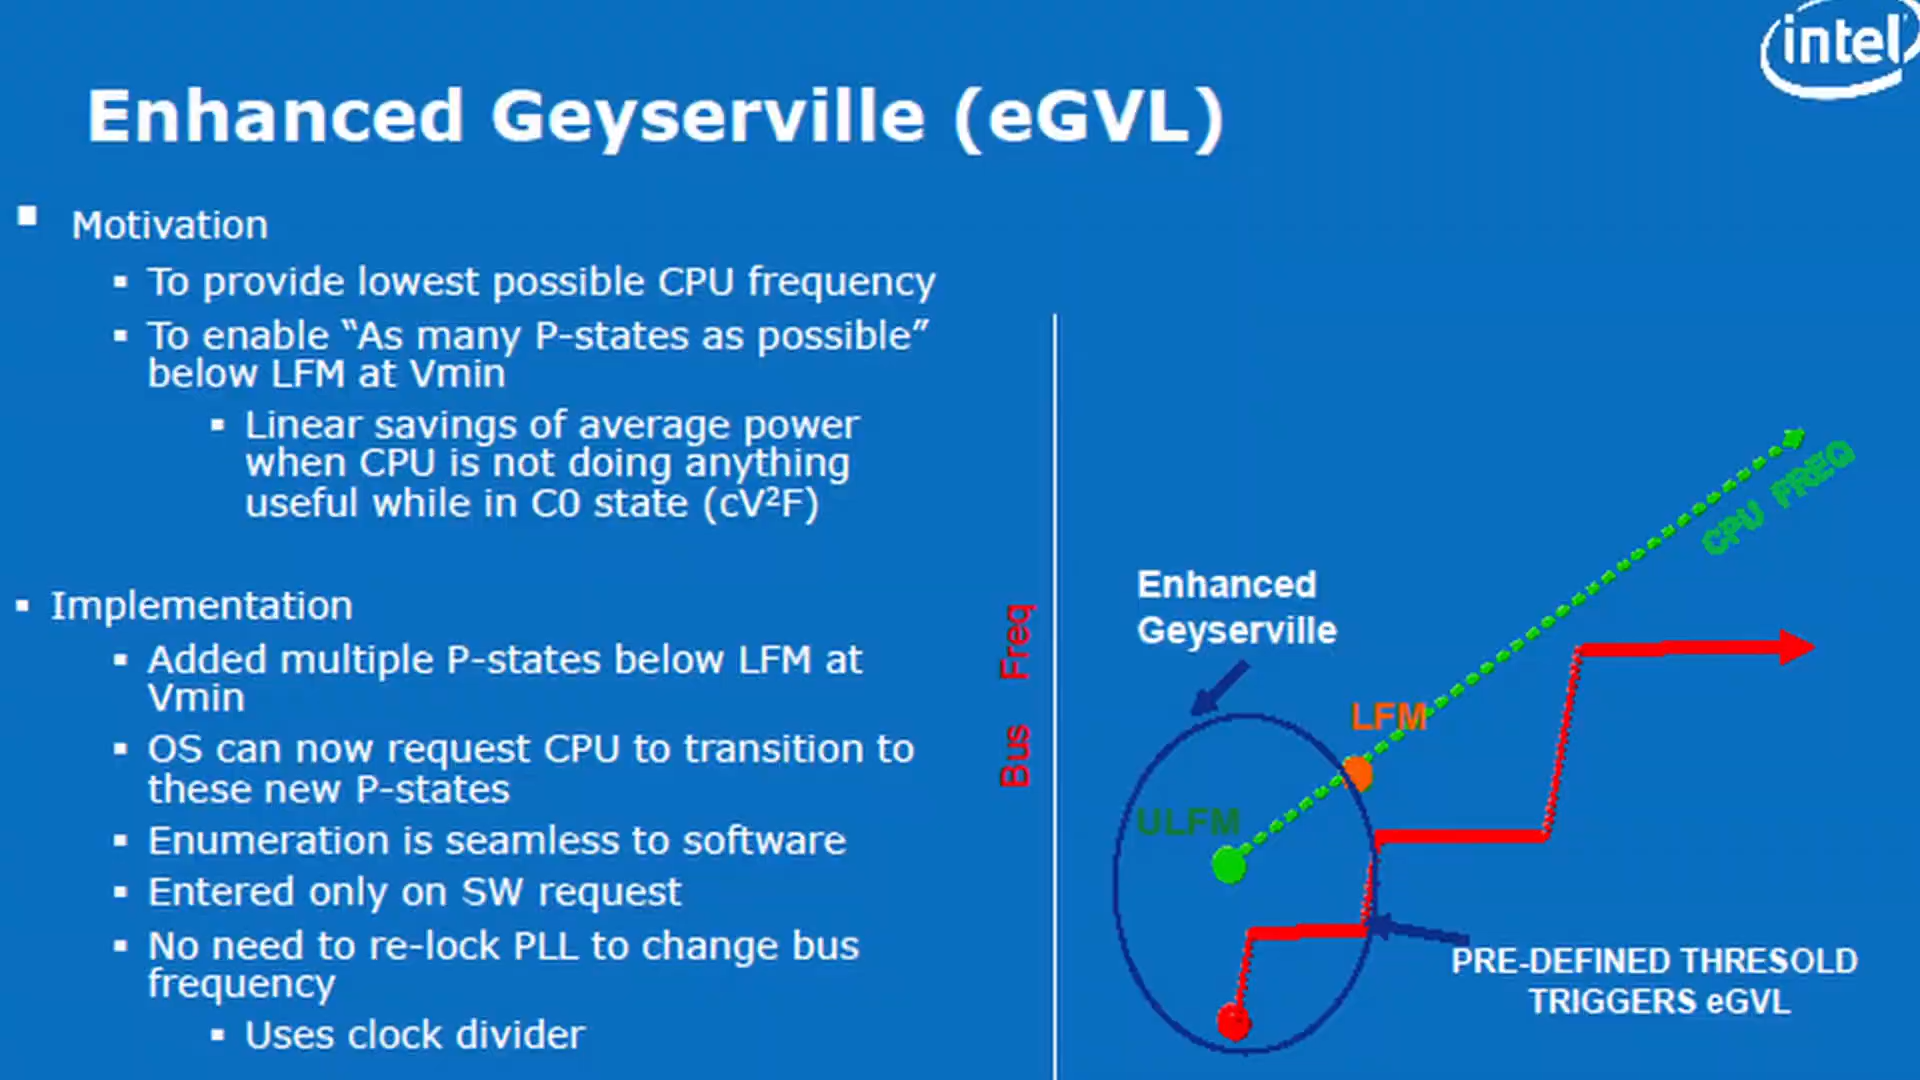 intel
Enhanced Geyserville (eGVL)
Motivation
To provide lowest possible CPU frequency
To enable “As many P-states as possible”
below LFM at Vmin
Linear savings of average power
when CPU is not doing anything
useful while in C0 state (cV²F)
Implementation
Added multiple P-states below LFM at
Vmin
OS can now request CPU to transition to
these new P-states
Enumeration is seamless to software
Entered only on SW request
No need to re-lock PLL to change bus
frequency
Uses clock divider
Bus Freq
CPU FREQ
Enhanced
Geyserville
LFM
ULFM
PRE-DEFINED THRESOLD
TRIGGERS eGVL